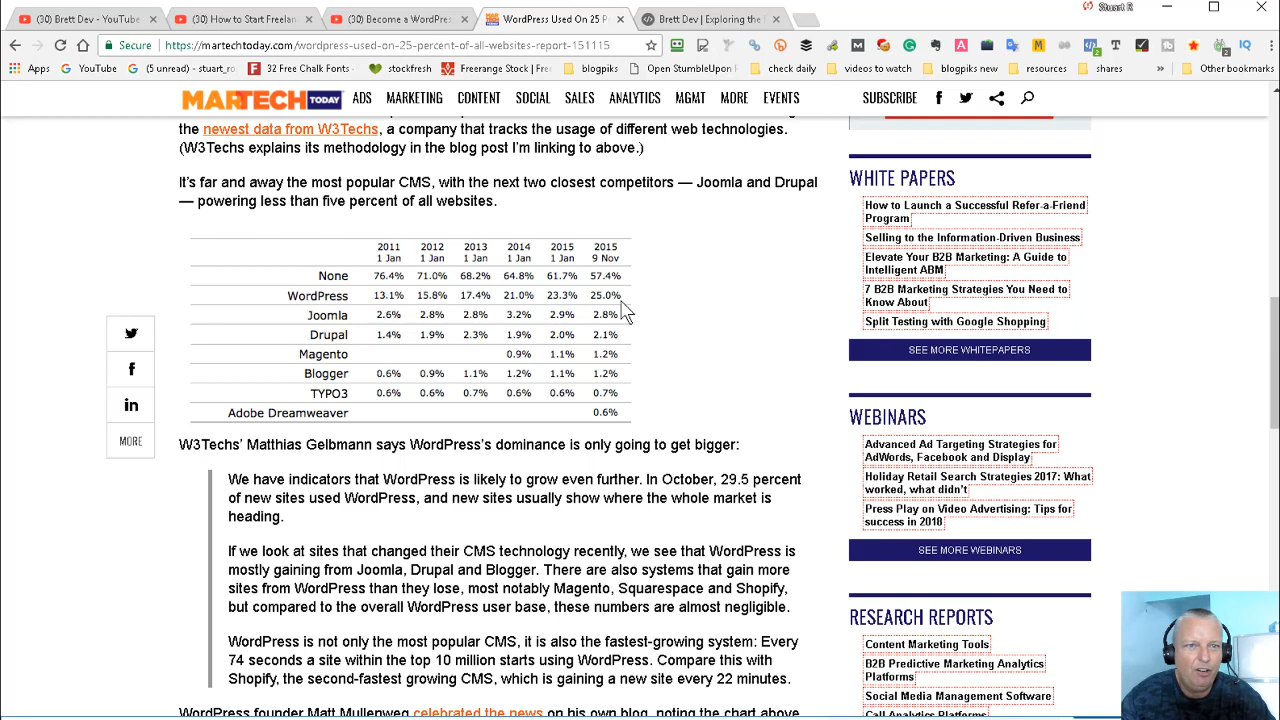 (30) Brett Dev - YouTube
(30) How to Start Freelan
(30) Become a WordPres
WordPress Used On 25 P
Brett Dev | Exploring the
Stuart R
Secure
https://martechtoday.com/wordpress-used-on-25-percent-of-all-websites-report-151115
Apps
YouTube
(5 unread) - stuart_ro
32 Free Chalk Fonts -
stockfresh
Freerange Stock | Fre
blogpiks
Open StumbleUpon
check daily
videos to watch
blogpiks new
resources
shares
»
Other bookmarks
MARTECH TODAY
ADS
MARKETING
CONTENT
SOCIAL
SALES
ANALYTICS
MGMT
MORE
EVENTS
SUBSCRIBE
the newest data from W3Techs, a company that tracks the usage of different web technologies.
(W3Techs explains its methodology in the blog post I'm linking to above.)
It's far and away the most popular CMS, with the next two closest competitors — Joomla and Drupal
— powering less than five percent of all websites.
2011 2012 2013 2014 2015 2015
1 Jan 1 Jan 1 Jan 1 Jan 1 Jan 9 Nov
None 76.4% 71.0% 68.2% 64.8% 61.7% 57.4%
WordPress 13.1% 15.8% 17.4% 21.0% 23.3% 25.0%
Joomla 2.6% 2.8% 2.8% 3.2% 2.9% 2.8%
Drupal 1.4% 1.9% 2.3% 1.9% 2.0% 2.1%
Magento 0.9% 1.1% 1.2%
Blogger 0.6% 0.9% 1.1% 1.2% 1.1% 1.2%
TYPO3 0.6% 0.6% 0.7% 0.6% 0.6% 0.7%
Adobe Dreamweaver 0.6%
MORE
W3Techs' Matthias Gelbmann says WordPress's dominance is only going to get bigger:
We have indicators that WordPress is likely to grow even further. In October, 29.5 percent
of new sites used WordPress, and new sites usually show where the whole market is
heading.
If we look at sites that changed their CMS technology recently, we see that WordPress is
mostly gaining from Joomla, Drupal and Blogger. There are also systems that gain more
sites from WordPress than they lose, most notably Magento, Squarespace and Shopify,
but compared to the overall WordPress user base, these numbers are almost negligible.
WordPress is not only the most popular CMS, it is also the fastest-growing system: Every
74 seconds a site within the top 10 million starts using WordPress. Compare this with
Shopify, the second-fastest growing CMS, which is gaining a new site every 22 minutes.
WordPress founder Matt Mullenweg celebrated the news on his own blog, noting the chart above
WHITE PAPERS
How to Launch a Successful Refer-a-Friend
Program
Selling to the Information-Driven Business
Elevate Your B2B Marketing: A Guide to
Intelligent ABM
7 B2B Marketing Strategies You Need to
Know About
Split Testing with Google Shopping
SEE MORE WHITEPAPERS
WEBINARS
Advanced Ad Targeting Strategies for
AdWords, Facebook and Display
Holiday Retail Search Strategies 2017: What
worked, what didn't
Press Play on Video Advertising: Tips for
success in 2018
SEE MORE WEBINARS
RESEARCH REPORTS
Content Marketing Tools
B2B Predictive Marketing Analytics
Platforms
Social Media Management Software
Call Analytics Platforms